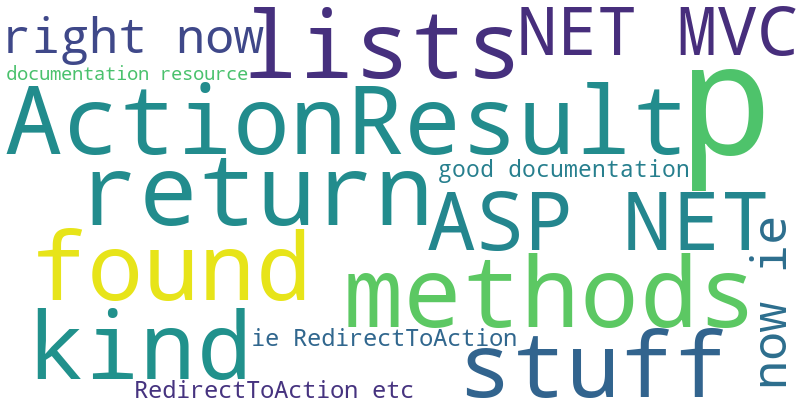 right now
lists
NET MVC
documentation resource
ActionResult
p
return
good documentation
ASP NET
found
methods
now ie
kind
ie RedirectToAction
stuff
RedirectToAction etc